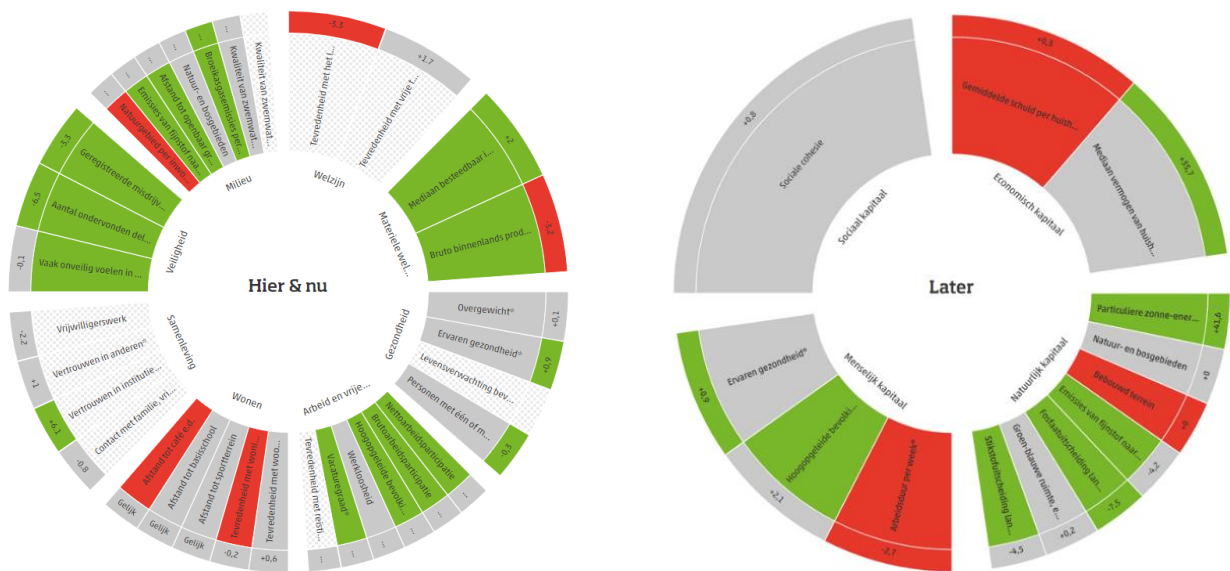 Hier & nu
Welzijn
-3,3
Tevredenheid met het l...
+1,7
Tevredenheid met vrije t...
Materiele wel...
+2
Mediaan besteedbaar i...
-3,2
Bruto binnenlands prod...
Gezondheid
Overgewicht®
+0,1
Ervaren gezondheid®
+0,9
Levensverwachting bev...
Personen met één of m...
-0,5
Arbeid en vrije...
Nettoarbeidsparticipatie
...
Brutoarbeidsparticipatie
...
Hoogopgeleide bevolki...
...
Werkloosheid
...
Vacaturegraad®
...
Tevredenheid met reisti...
...
Wonen
Tevredenheid met woo...
+0,6
Tevredenheid met woni...
-0,2
Afstand tot sportterrein
Gelijk
Afstand tot basisschool
Gelijk
Afstand tot café e.d.
Gelijk
Samenleving
Contact met familie, vri...
-0,8
Vertrouwen in institutie...
+6,1
Vertrouwen in anderen®
+1
Vrijwilligerswerk
-2,2
Veiligheid
Vaak onveilig voelen in ...
-0,1
Aantal ondervonden del...
-6,5
Geregistreerde misdrijv...
-3,3
Milieu
Natuurgebied per inwo...
...
Emissies van fijnstof naa...
...
Afstand tot openbaar gr...
...
Natuur- en bosgebieden
...
Broeikasgasemissies per...
...
Kwaliteit van zwemwat...
...
Kwaliteit van zwemwat...
Later
Economisch kapitaal
+0,3
Gemiddelde schuld per huish...
+35,7
Mediaan vermogen van huish...
Natuurlijk kapitaal
Particuliere zonne-ener...
+41,6
Natuur- en bosgebieden
+0
Bebouwd terrein
+0
Emissies van fijnstof naar...
-4,2
Fosfaatuitscheiding lan...
-7,5
Groen-blauwe ruimte, e...
+0,2
Stikstofuitscheiding lan...
-4,5
Menselijk kapitaal
Arbeidsduur per week®
-2,7
Hoogopgeleide bevolki...
+2,1
Ervaren gezondheid®
+0,9
Sociaal kapitaal
Sociale cohesie
+0,8